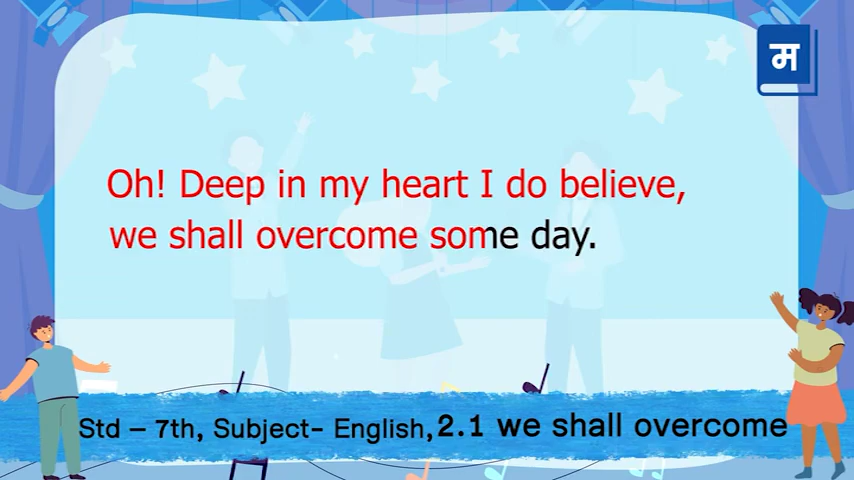 म
Oh! Deep in my heart I do believe,
we shall overcome some day.
Std – 7th, Subject- English, 2.1 we shall overcome